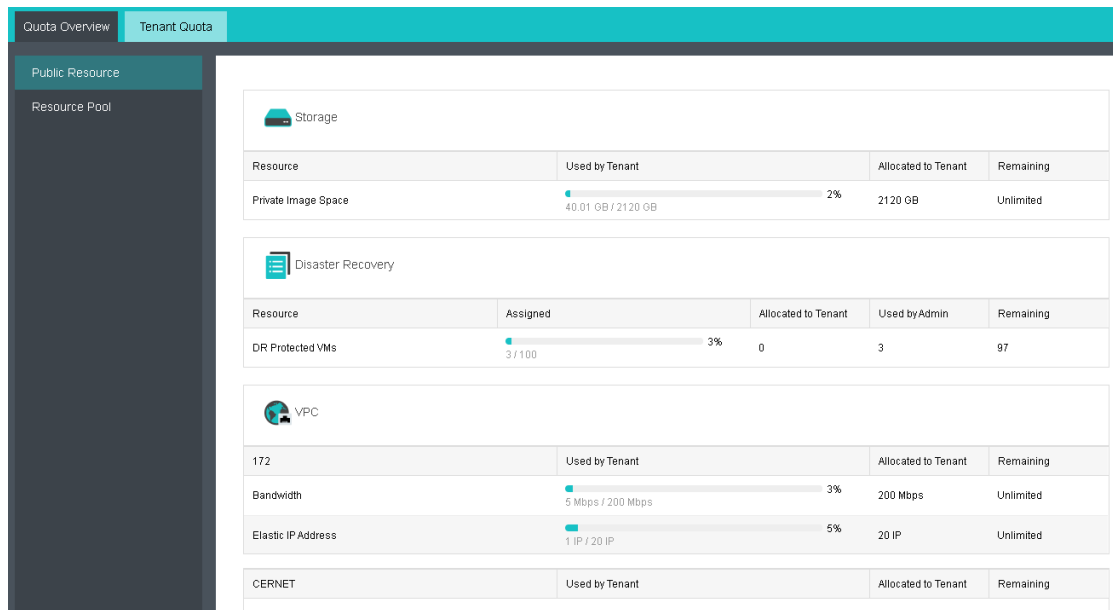 Quota Overview Tenant Quota
Public Resource
Resource Pool
Storage
Resource Used by Tenant Allocated to Tenant Remaining
Private Image Space 2% 2120 GB Unlimited
40.01 GB / 2120 GB
Disaster Recovery
Resource Assigned Allocated to Tenant Used by Admin Remaining
DR Protected VMs 3% 0 3 97
3 / 100
VPC
172 Used by Tenant Allocated to Tenant Remaining
Bandwidth 3% 200 Mbps Unlimited
5 Mbps / 200 Mbps
Elastic IP Address 5% 20 IP Unlimited
1 IP / 20 IP
CERNET Used by Tenant Allocated to Tenant Remaining